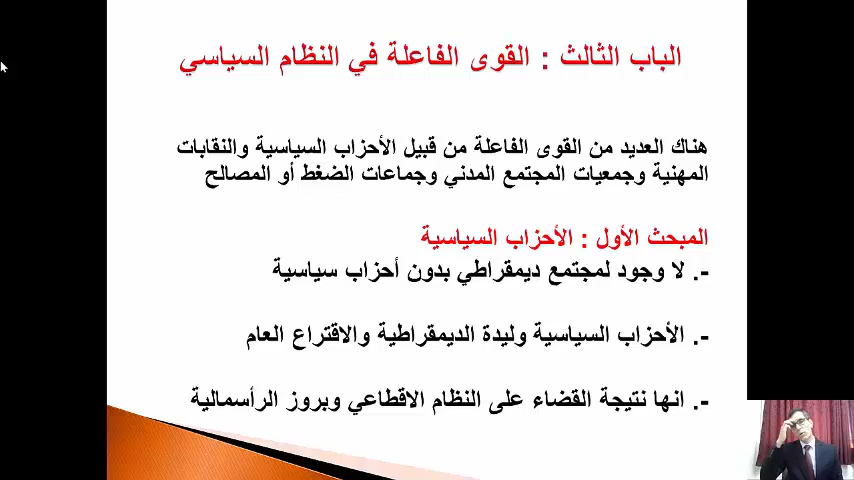 الباب الثالث : القوى الفاعلة في النظام السياسي
هناك العديد من القوى الفاعلة من قبيل الأحزاب السياسية والنقابات
المهنية وجمعيات المجتمع المدني وجماعات الضغط أو المصالح
المبحث الأول : الأحزاب السياسية
-. لا وجود لمجتمع ديمقراطي بدون أحزاب سياسية
-. الأحزاب السياسية وليدة الديمقراطية والاقتراع العام
-. انها نتيجة القضاء على النظام الاقطاعي وبروز الرأسمالية